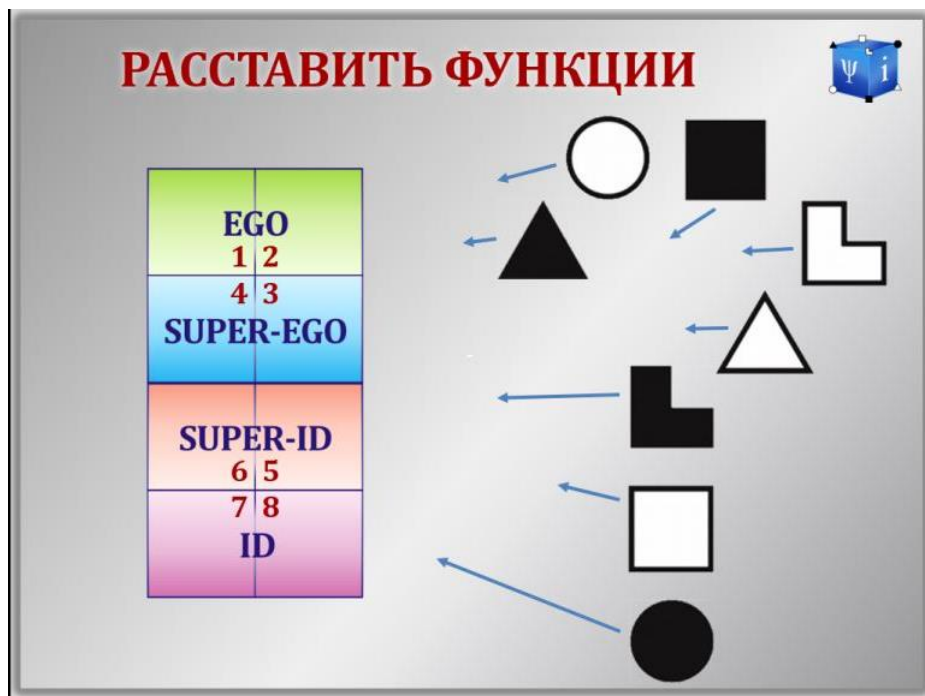 РАССТАВИТЬ ФУНКЦИИ
Ψ i
EGO
1 2
4 3
SUPER-EGO
SUPER-ID
6 5
7 8
ID